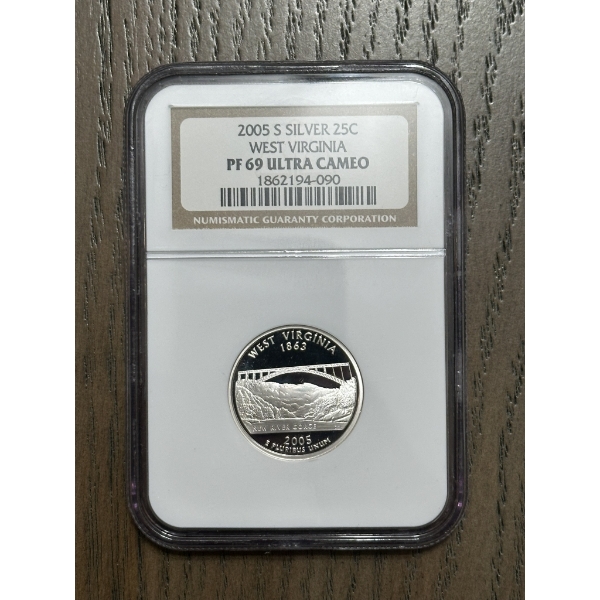 2005 S SILVER 25C
WEST VIRGINIA
PF 69 ULTRA CAMEO
1862194-090
NUMISMATIC GUARANTY CORPORATION
WEST VIRGINIA
1863
NEW RIVER GORGE
2005
E PLURIBUS UNUM